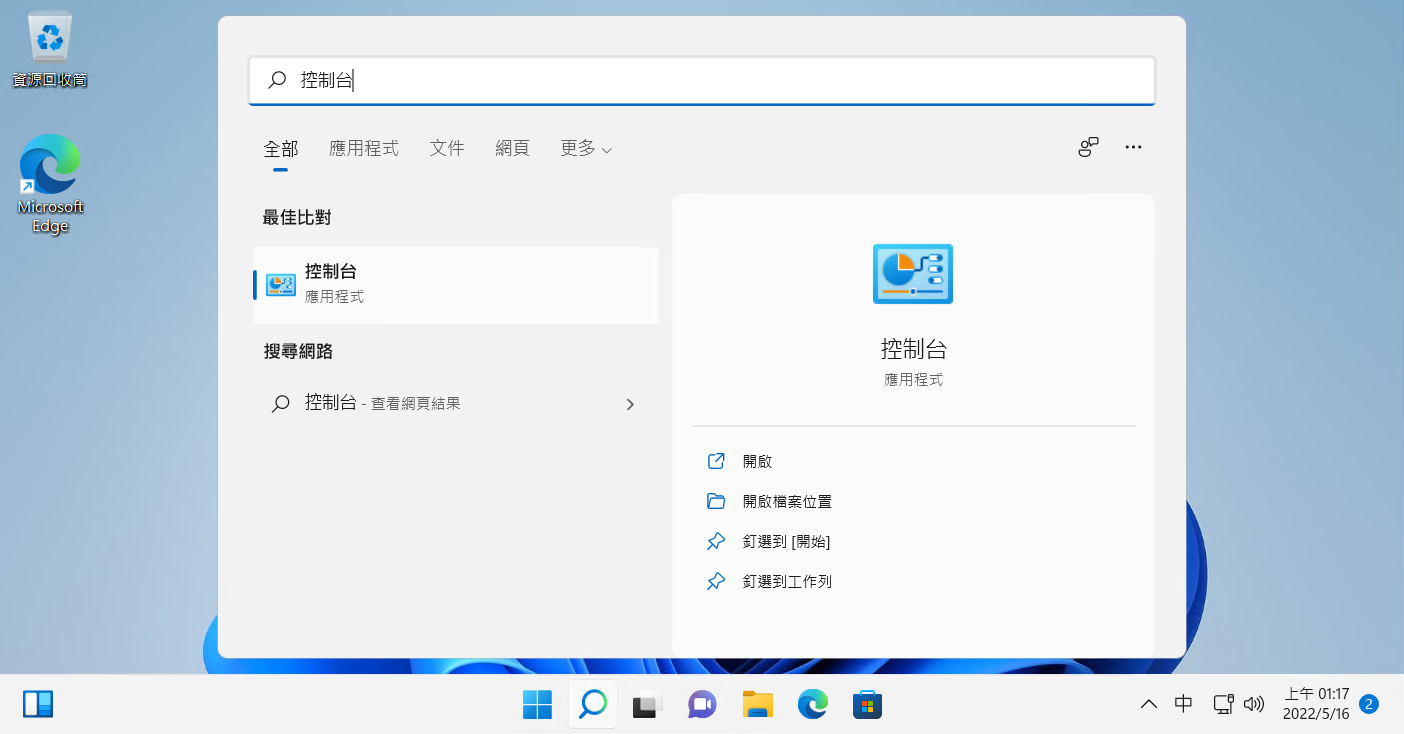 資源回收筒
Microsoft
Edge
控制台
全部 應用程式 文件 網頁 更多
最佳比對
控制台
應用程式
搜尋網路
控制台 - 查看網頁結果
控制台
應用程式
開啟
開啟檔案位置
釘選到 [開始]
釘選到工作列
中
上午 01:17
2022/5/16
2